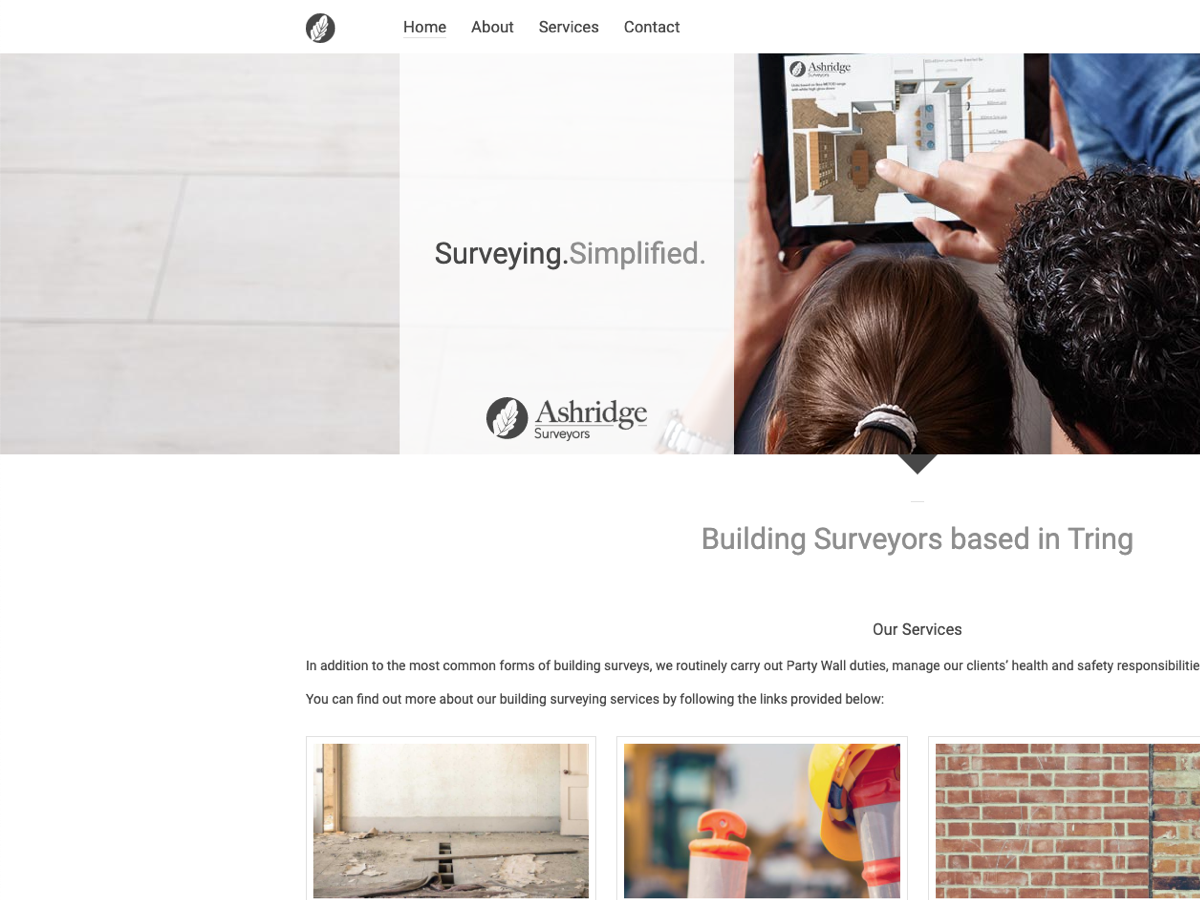 Home About Services Contact
Ashridge
Surveyors
Surveying.Simplified.
Ashridge
Surveyors
Building Surveyors based in Tring
Our Services
In addition to the most common forms of building surveys, we routinely carry out Party Wall duties, manage our clients’ health and safety responsibilitie
You can find out more about our building surveying services by following the links provided below: